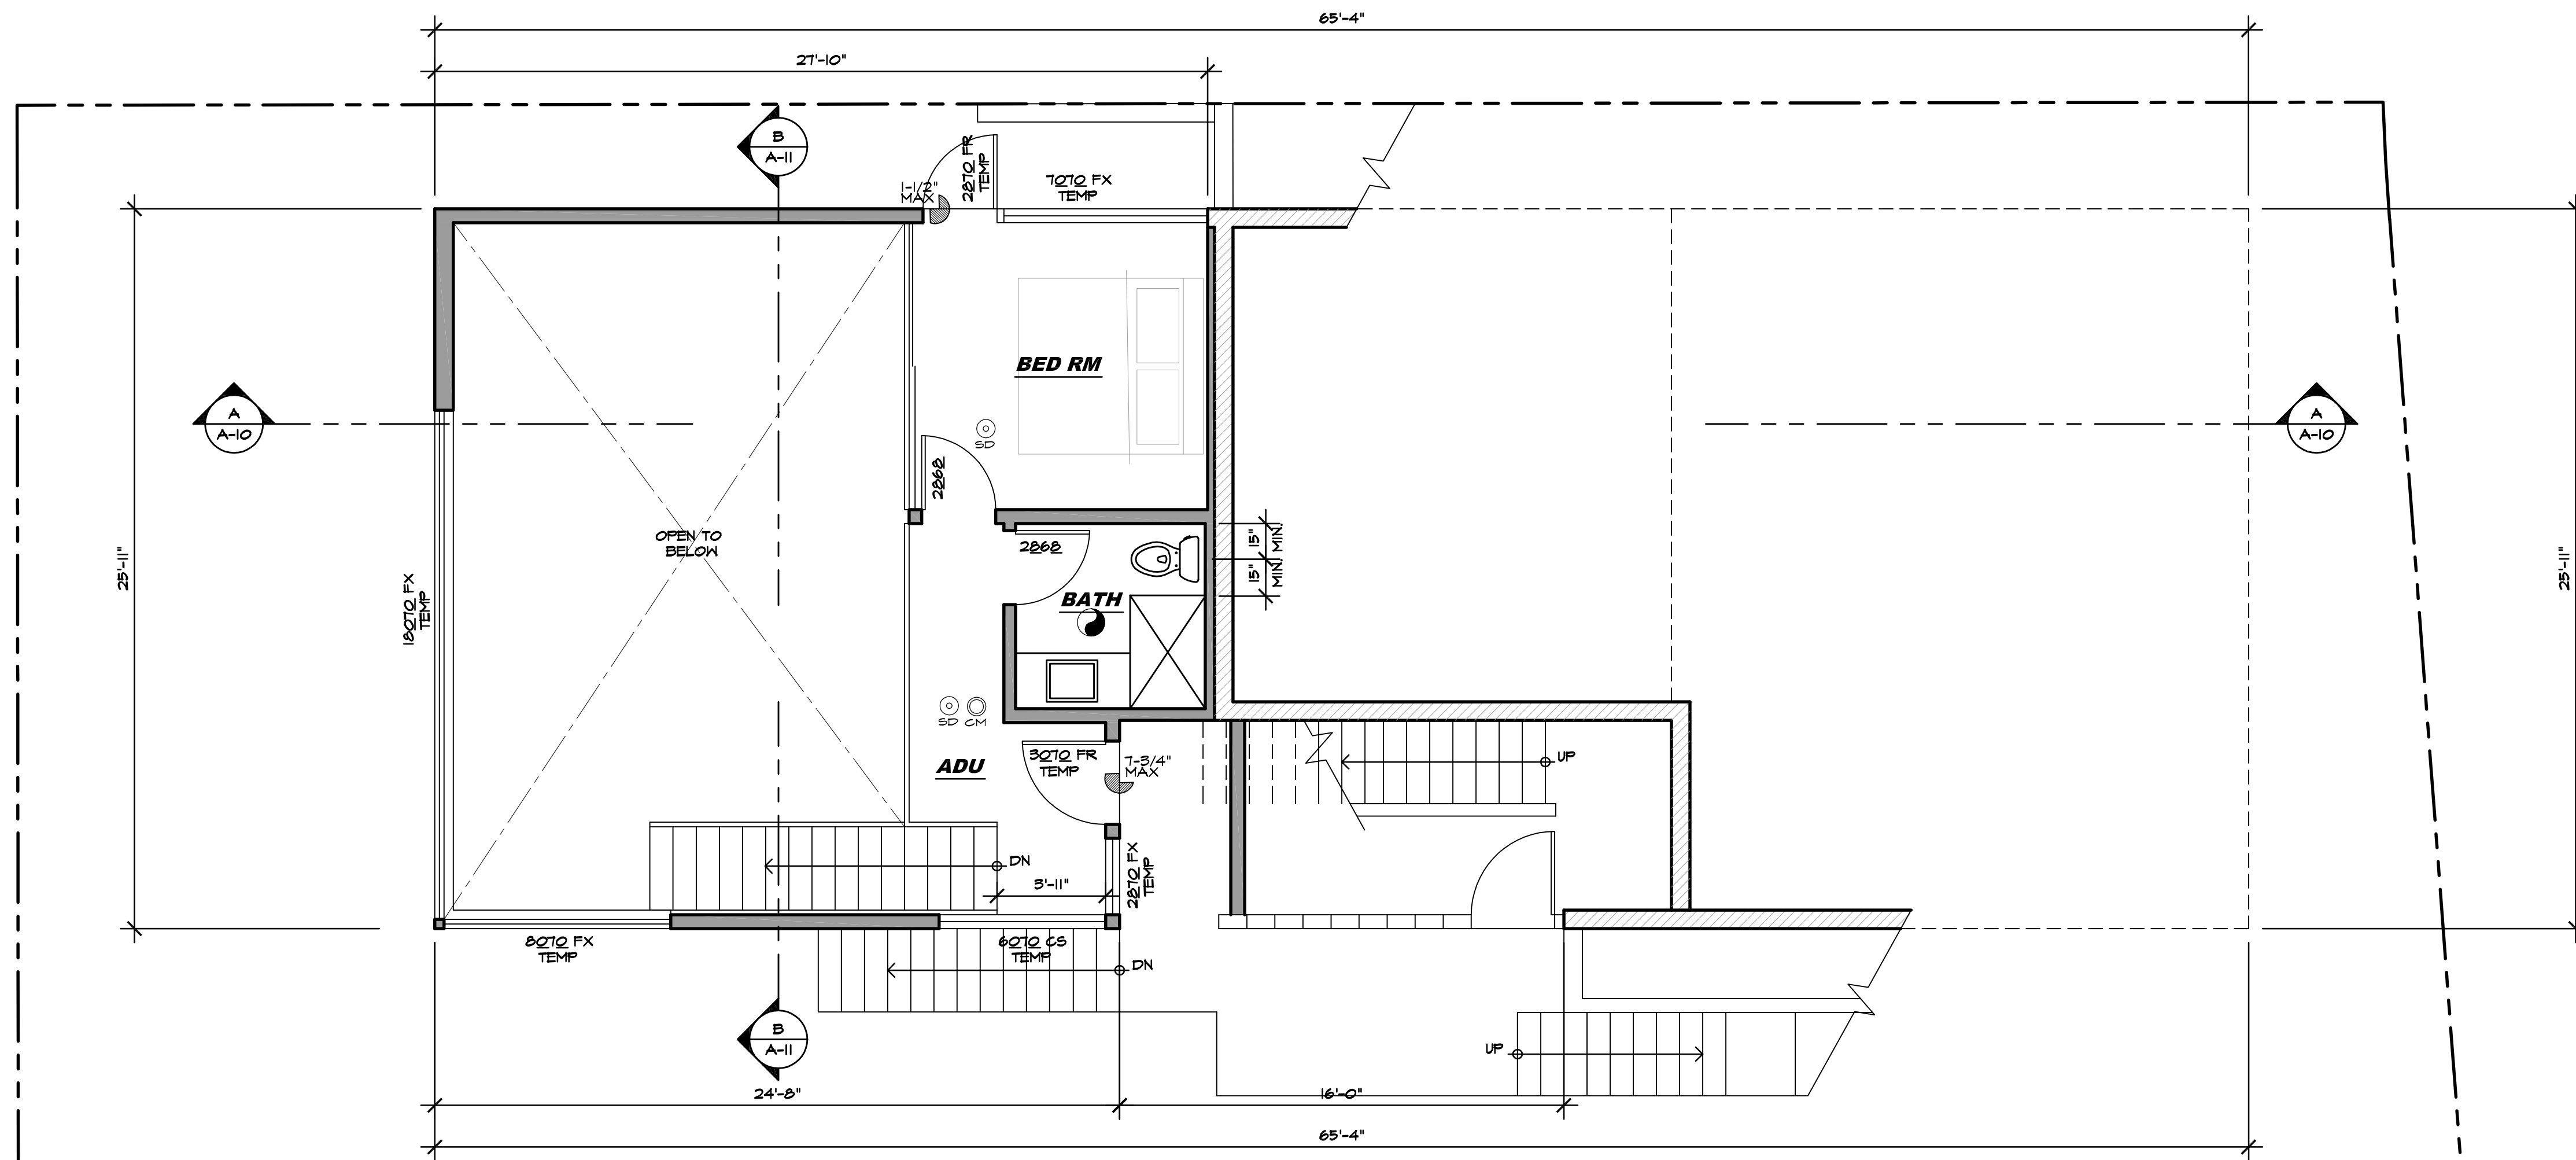 65'-4"
27'-10"
B
A-11
1-1/2"
MAX
2870 FR
TEMP
7070 FX
TEMP
BED RM
A
A-10
A
A-10
SD
2868
OPEN TO
BELOW
2868
15"
MIN.
15"
MIN.
25'-11"
25'-11"
18070 FX
TEMP
BATH
SD
CM
ADU
3070 FR
TEMP
7-3/4"
MAX
UP
DN
3'-11"
2870 FX
TEMP
8070 FX
TEMP
6070 CS
TEMP
DN
B
A-11
UP
24'-8"
16'-0"
65'-4"